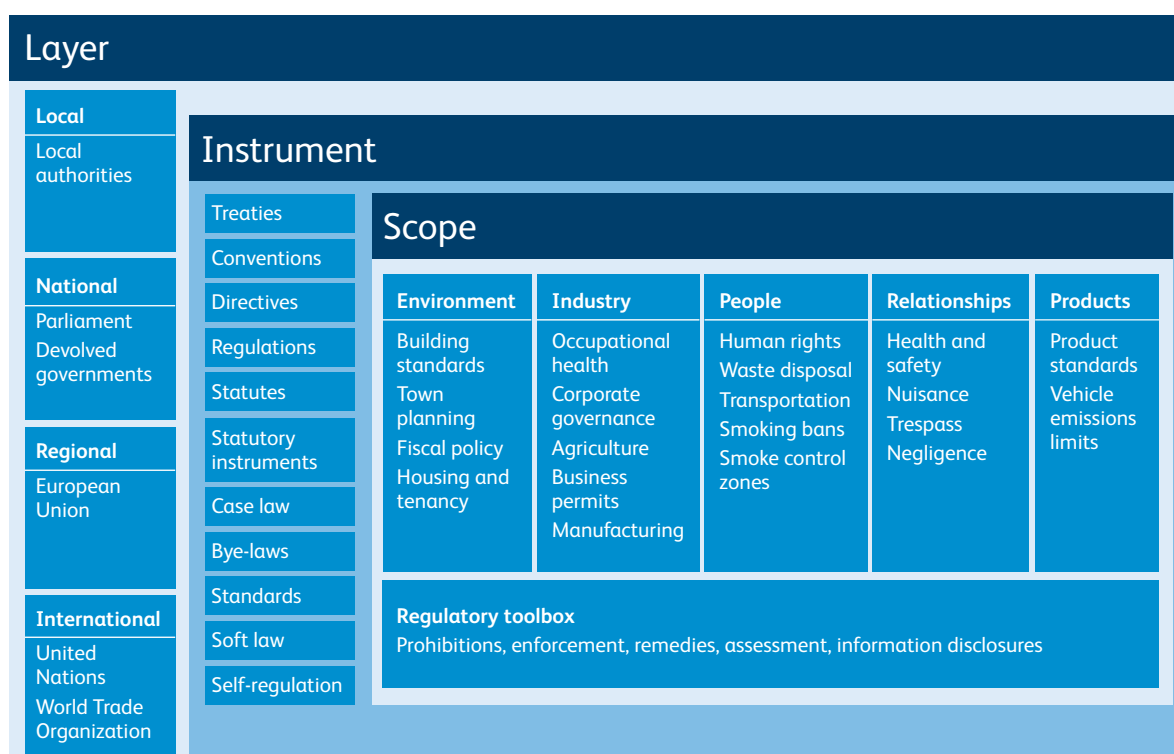 Layer
Local
Local
authorities
National
Parliament
Devolved
governments
Regional
European
Union
International
United
Nations
World Trade
Organization
Instrument
Treaties
Conventions
Directives
Regulations
Statutes
Statutory
instruments
Case law
Bye-laws
Standards
Soft law
Self-regulation
Scope
Environment
Building
standards
Town
planning
Fiscal policy
Housing and
tenancy
Industry
Occupational
health
Corporate
governance
Agriculture
Business
permits
Manufacturing
People
Human rights
Waste disposal
Transportation
Smoking bans
Smoke control
zones
Relationships
Health and
safety
Nuisance
Trespass
Negligence
Products
Product
standards
Vehicle
emissions
limits
Regulatory toolbox
Prohibitions, enforcement, remedies, assessment, information disclosures